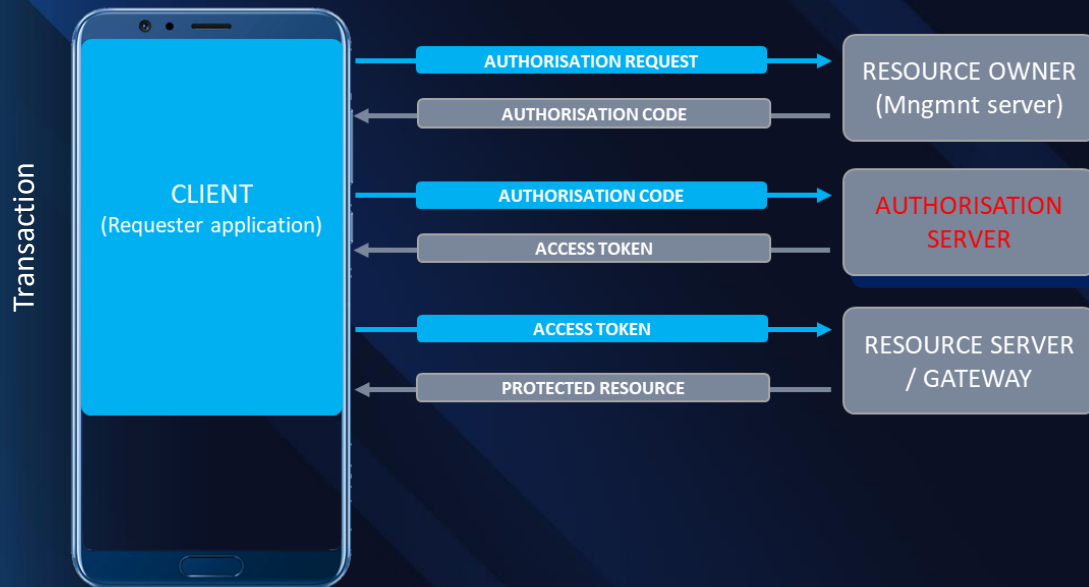 Transaction
CLIENT
(Requester application)
AUTHORISATION REQUEST
AUTHORISATION CODE
RESOURCE OWNER
(Mngmnt server)
AUTHORISATION CODE
ACCESS TOKEN
AUTHORISATION
SERVER
ACCESS TOKEN
PROTECTED RESOURCE
RESOURCE SERVER
/ GATEWAY